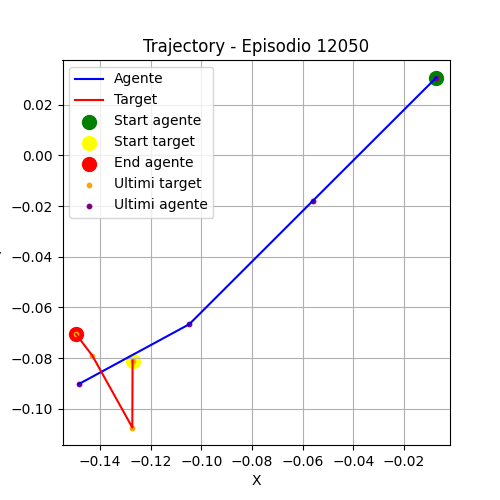 Trajectory - Episodio 12050
Agente
Target
Start agente
Start target
End agente
Ultimi target
Ultimi agente
0.02
0.00
−0.02
−0.04
−0.06
−0.08
−0.10
−0.14
−0.12
−0.10
−0.08
−0.06
−0.04
−0.02
X